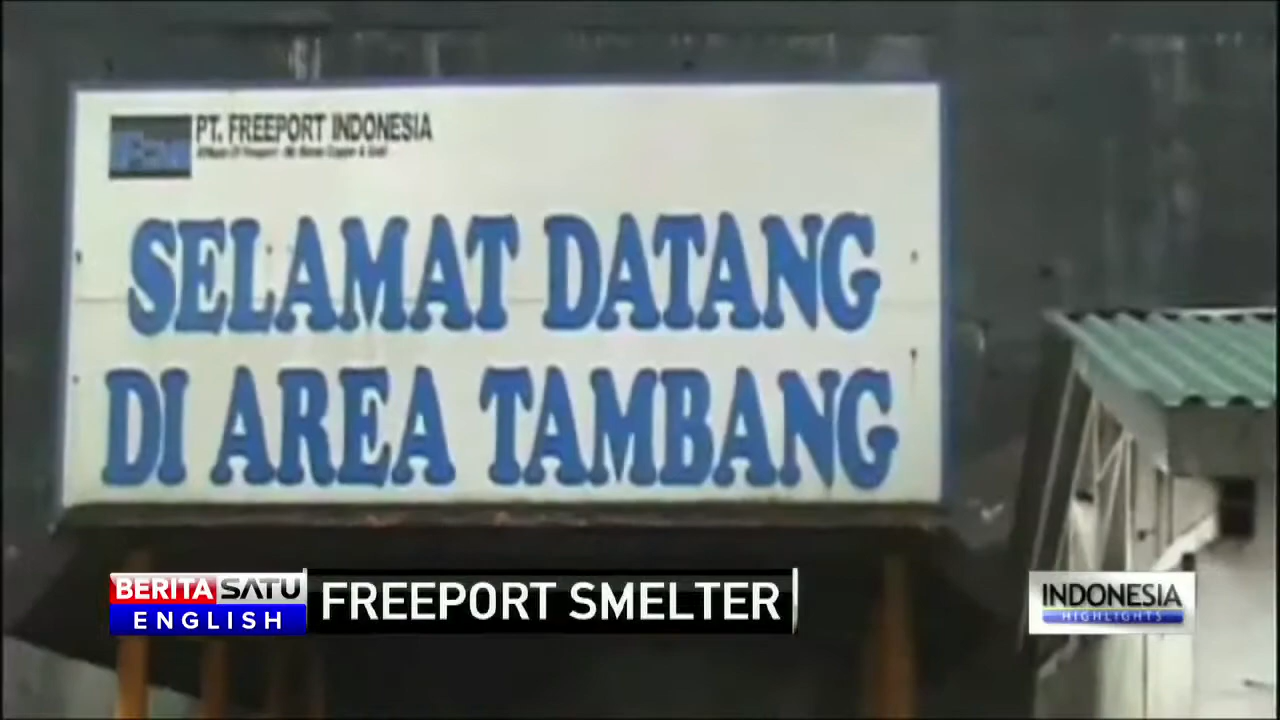 PT. FREEPORT INDONESIA
SELAMAT DATANG
DI AREA TAMBANG
BERITA SATU
ENGLISH
FREEPORT SMELTER
INDONESIA
HIGHLIGHTS